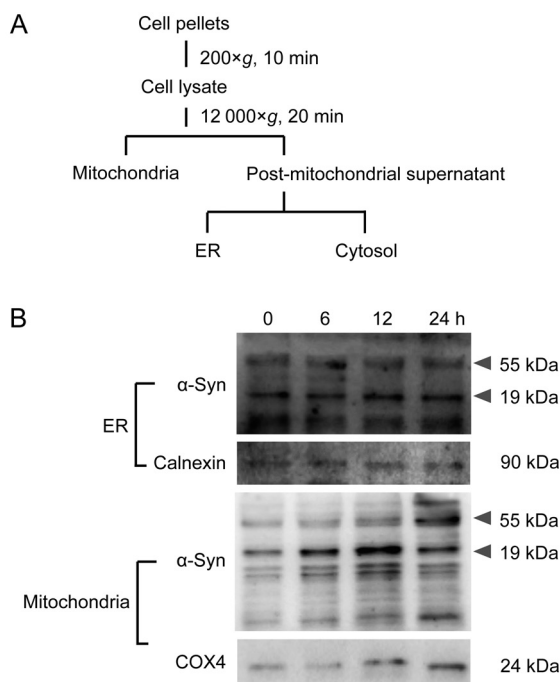 A
Cell pellets
200×g, 10 min
Cell lysate
12 000×g, 20 min
Mitochondria Post-mitochondrial supernatant
ER Cytosol
B
0 6 12 24 h
55 kDa
α-Syn
19 kDa
ER
Calnexin 90 kDa
55 kDa
19 kDa
α-Syn
Mitochondria
COX4 24 kDa